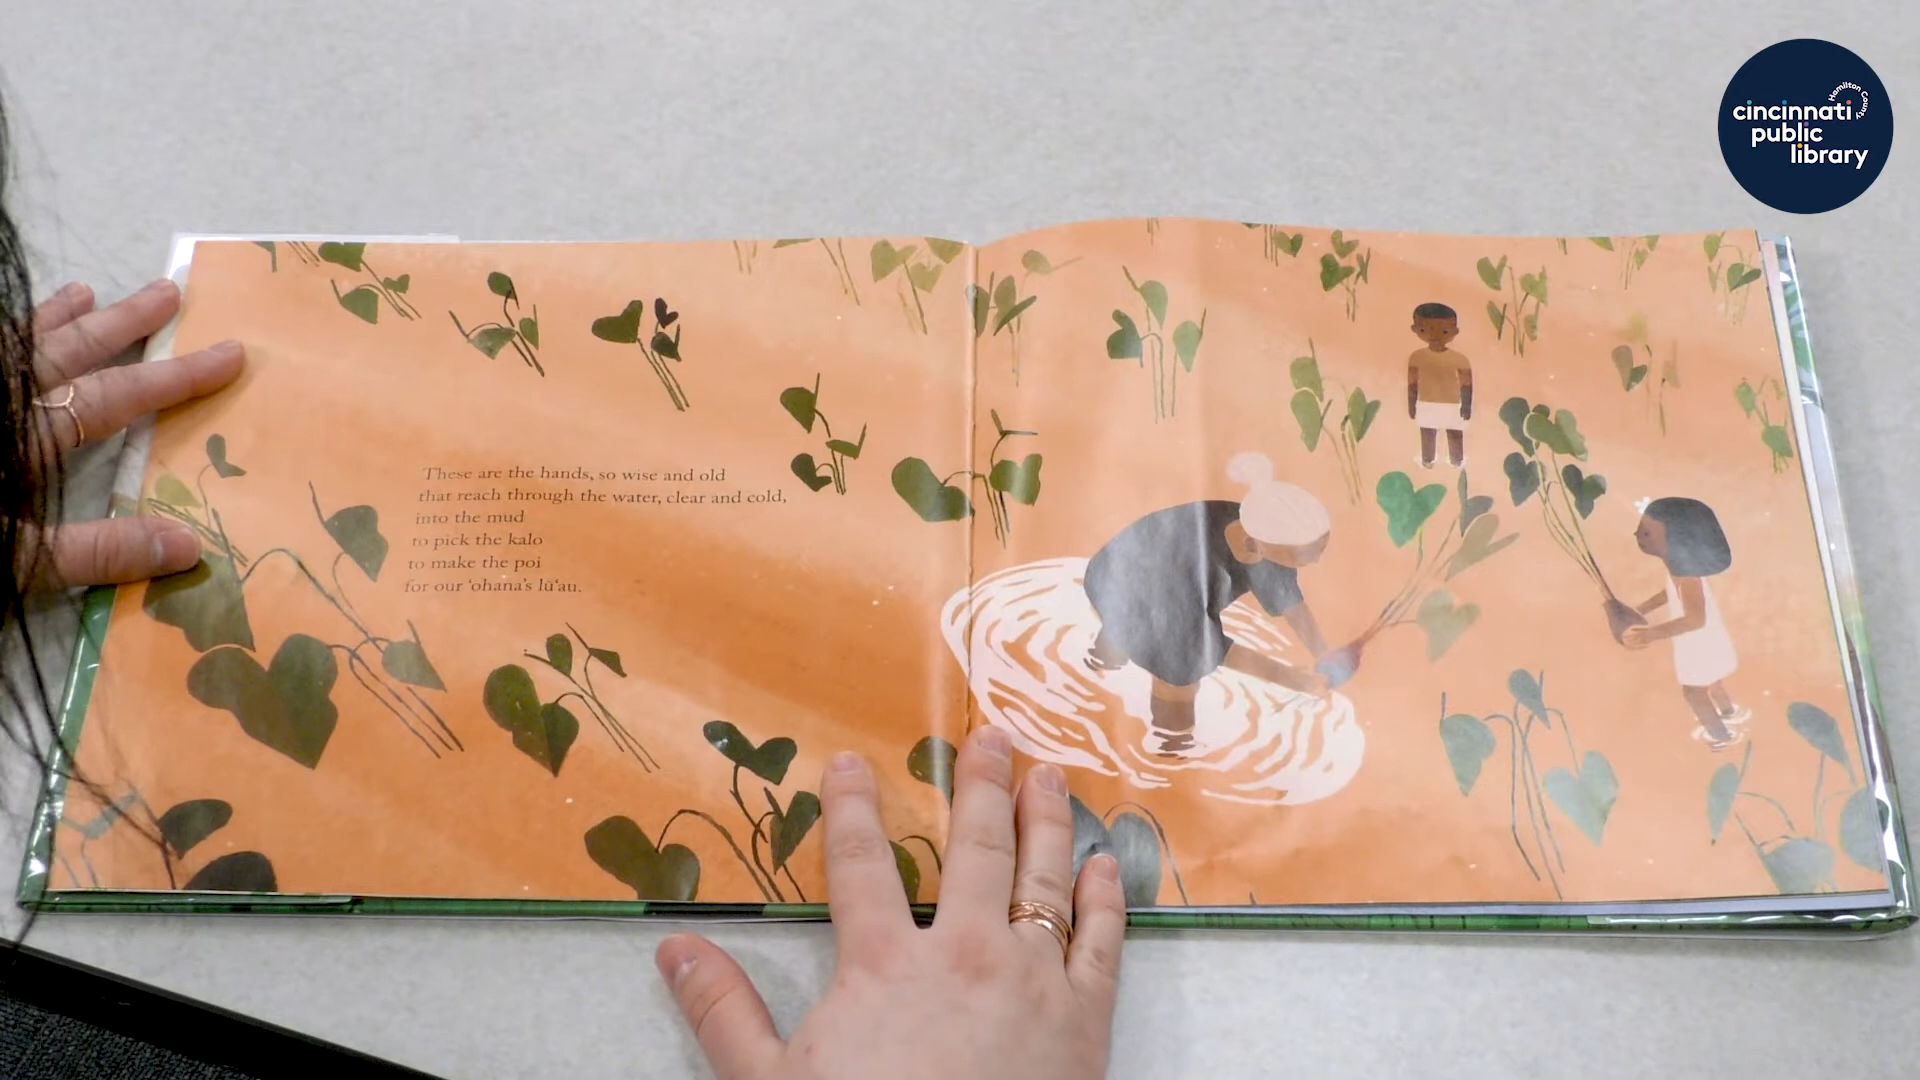 Hamilton County
cincinnati
public
library
These are the hands, so wise and old
that reach through the water, clear and cold,
into the mud
to pick the kalo
to make the poi
for our ʻohana's lūʻau.